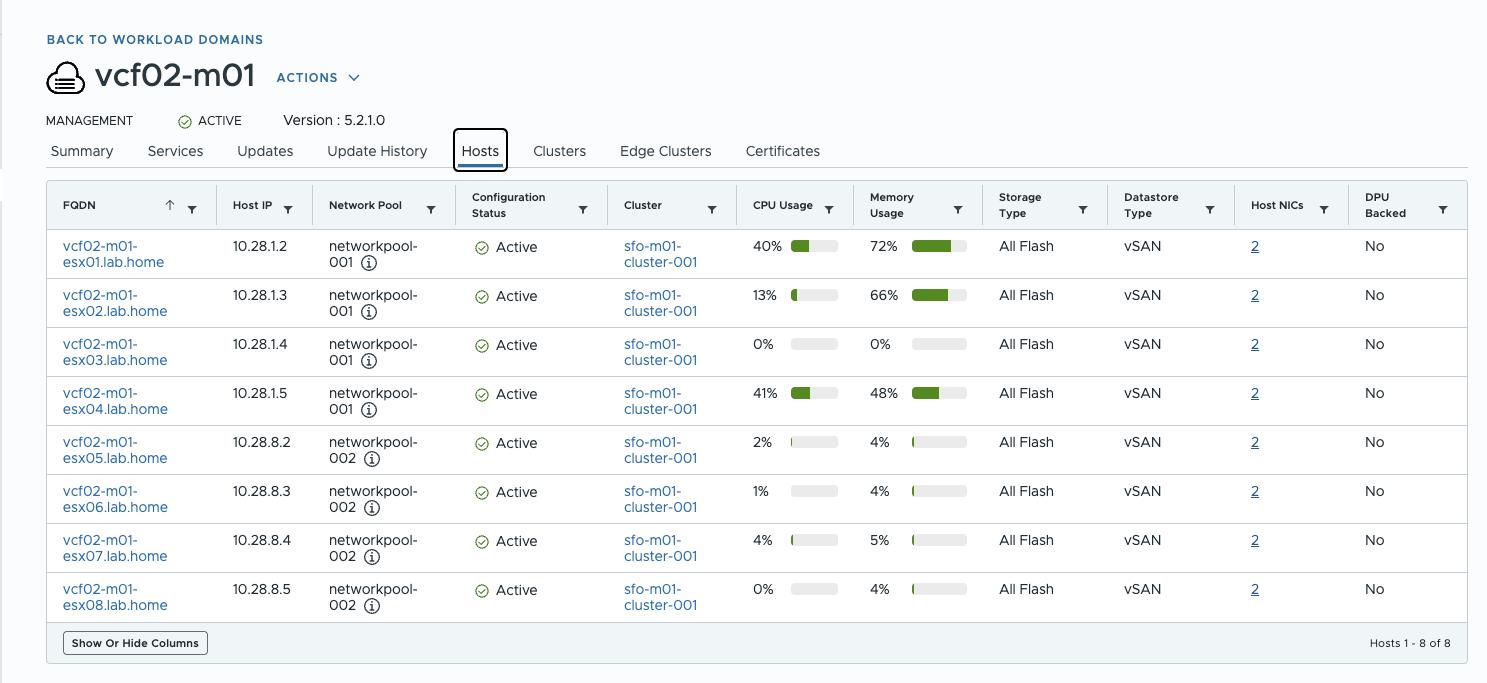 BACK TO WORKLOAD DOMAINS
vcf02-m01 ACTIONS
MANAGEMENT ACTIVE Version : 5.2.1.0
Summary Services Updates Update History Hosts Clusters Edge Clusters Certificates
FQDN Host IP Network Pool Configuration Status Cluster CPU Usage Memory Usage Storage Type Datastore Type Host NICs DPU Backed
vcf02-m01- 10.28.1.2 networkpool- Active sfo-m01- 40% 72% All Flash vSAN 2 No
esx01.lab.home 001 cluster-001
vcf02-m01- 10.28.1.3 networkpool- Active sfo-m01- 13% 66% All Flash vSAN 2 No
esx02.lab.home 001 cluster-001
vcf02-m01- 10.28.1.4 networkpool- Active sfo-m01- 0% 0% All Flash vSAN 2 No
esx03.lab.home 001 cluster-001
vcf02-m01- 10.28.1.5 networkpool- Active sfo-m01- 41% 48% All Flash vSAN 2 No
esx04.lab.home 001 cluster-001
vcf02-m01- 10.28.8.2 networkpool- Active sfo-m01- 2% 4% All Flash vSAN 2 No
esx05.lab.home 002 cluster-001
vcf02-m01- 10.28.8.3 networkpool- Active sfo-m01- 1% 4% All Flash vSAN 2 No
esx06.lab.home 002 cluster-001
vcf02-m01- 10.28.8.4 networkpool- Active sfo-m01- 4% 5% All Flash vSAN 2 No
esx07.lab.home 002 cluster-001
vcf02-m01- 10.28.8.5 networkpool- Active sfo-m01- 0% 4% All Flash vSAN 2 No
esx08.lab.home 002 cluster-001
Show Or Hide Columns Hosts 1 - 8 of 8